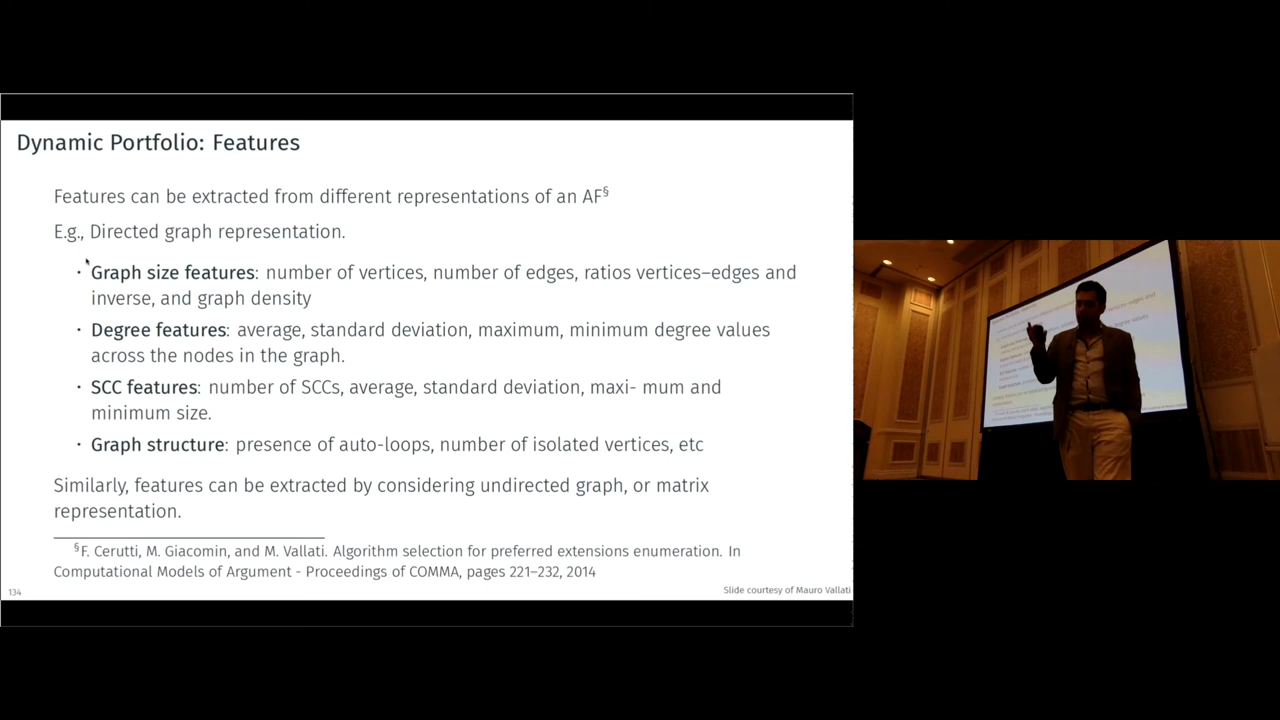 Dynamic Portfolio: Features
Features can be extracted from different representations of an AF§
E.g., Directed graph representation.
· Graph size features: number of vertices, number of edges, ratios vertices–edges and
inverse, and graph density
· Degree features: average, standard deviation, maximum, minimum degree values
across the nodes in the graph.
· SCC features: number of SCCs, average, standard deviation, maxi- mum and
minimum size.
· Graph structure: presence of auto-loops, number of isolated vertices, etc
Similarly, features can be extracted by considering undirected graph, or matrix
representation.
§F. Cerutti, M. Giacomin, and M. Vallati. Algorithm selection for preferred extensions enumeration. In
Computational Models of Argument - Proceedings of COMMA, pages 221–232, 2014
134
Slide courtesy of Mauro Vallati